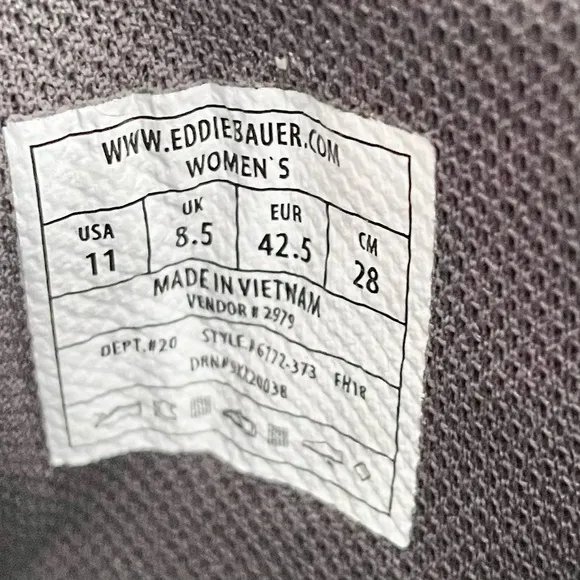 WWW.EDDIEBAUER.COM
WOMEN'S
USA UK EUR CM
11 8.5 42.5 28
MADE IN VIETNAM
VENDOR # 2979
DEPT.#20 STYLE.#6772-373 FH18